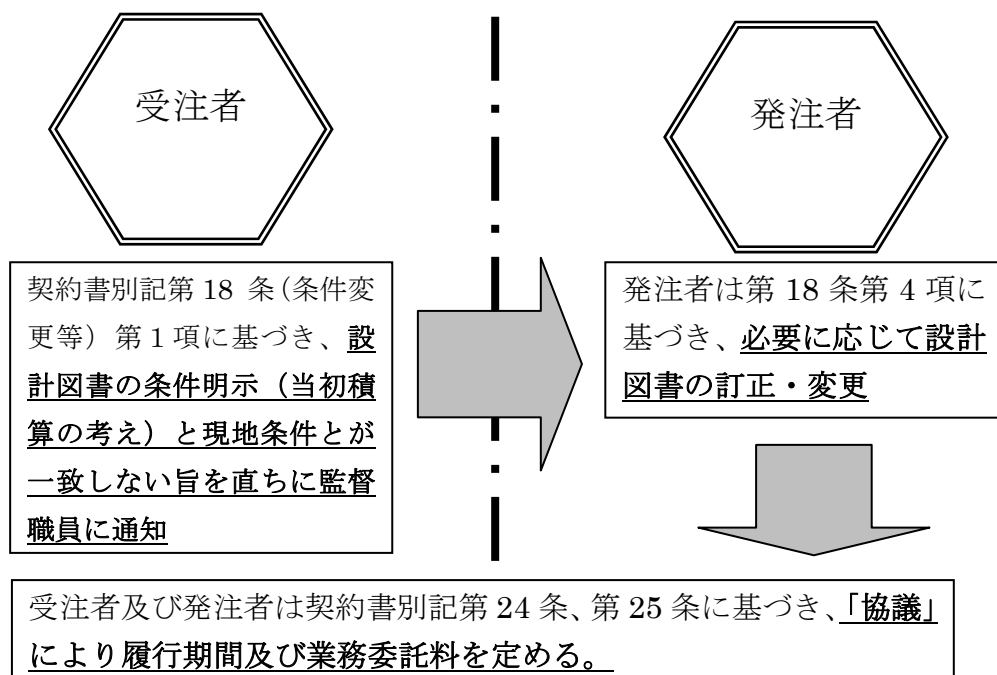 受注者
発注者
契約書別記第 18 条（条件変
更等）第 1 項に基づき、設
計図書の条件明示（当初積
算の考え）と現地条件とが
一致しない旨を直ちに監督
職員に通知
発注者は第 18 条第 4 項に
基づき、必要に応じて設計
図書の訂正・変更
受注者及び発注者は契約書別記第 24 条、第 25 条に基づき、「協議」
により履行期間及び業務委託料を定める。